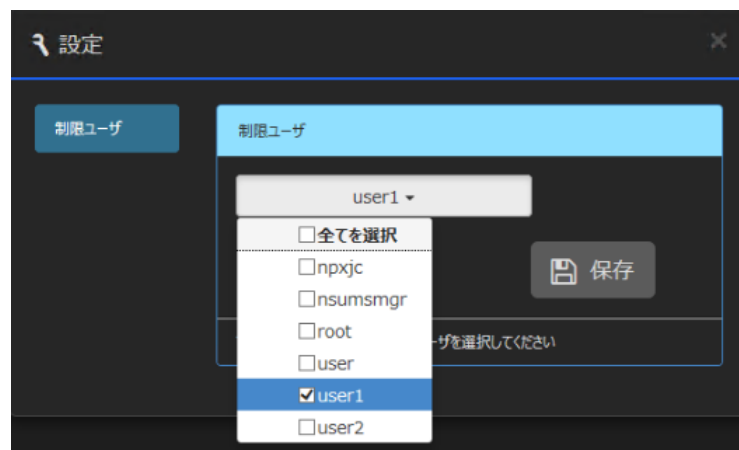 設定
制限ユーザ
制限ユーザ
user1
全てを選択
npxjc
nsumsmgr
保存
root
ーザを選択してください
user
user1
user2